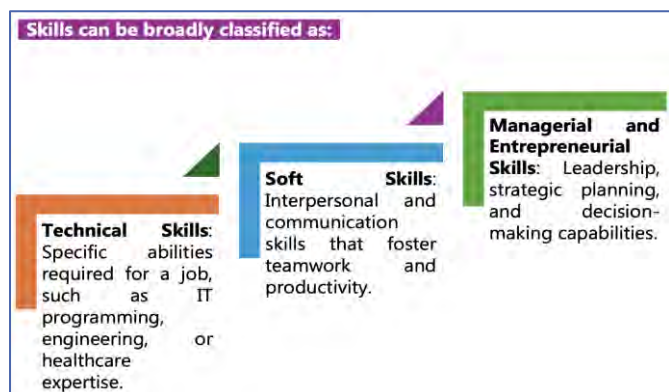 Skills can be broadly classified as:
Technical Skills:
Specific abilities
required for a job,
such as IT
programming,
engineering, or
healthcare
expertise.
Soft Skills:
Interpersonal and
communication
skills that foster
teamwork and
productivity.
Managerial and
Entrepreneurial
Skills: Leadership,
strategic planning,
and decision-
making capabilities.